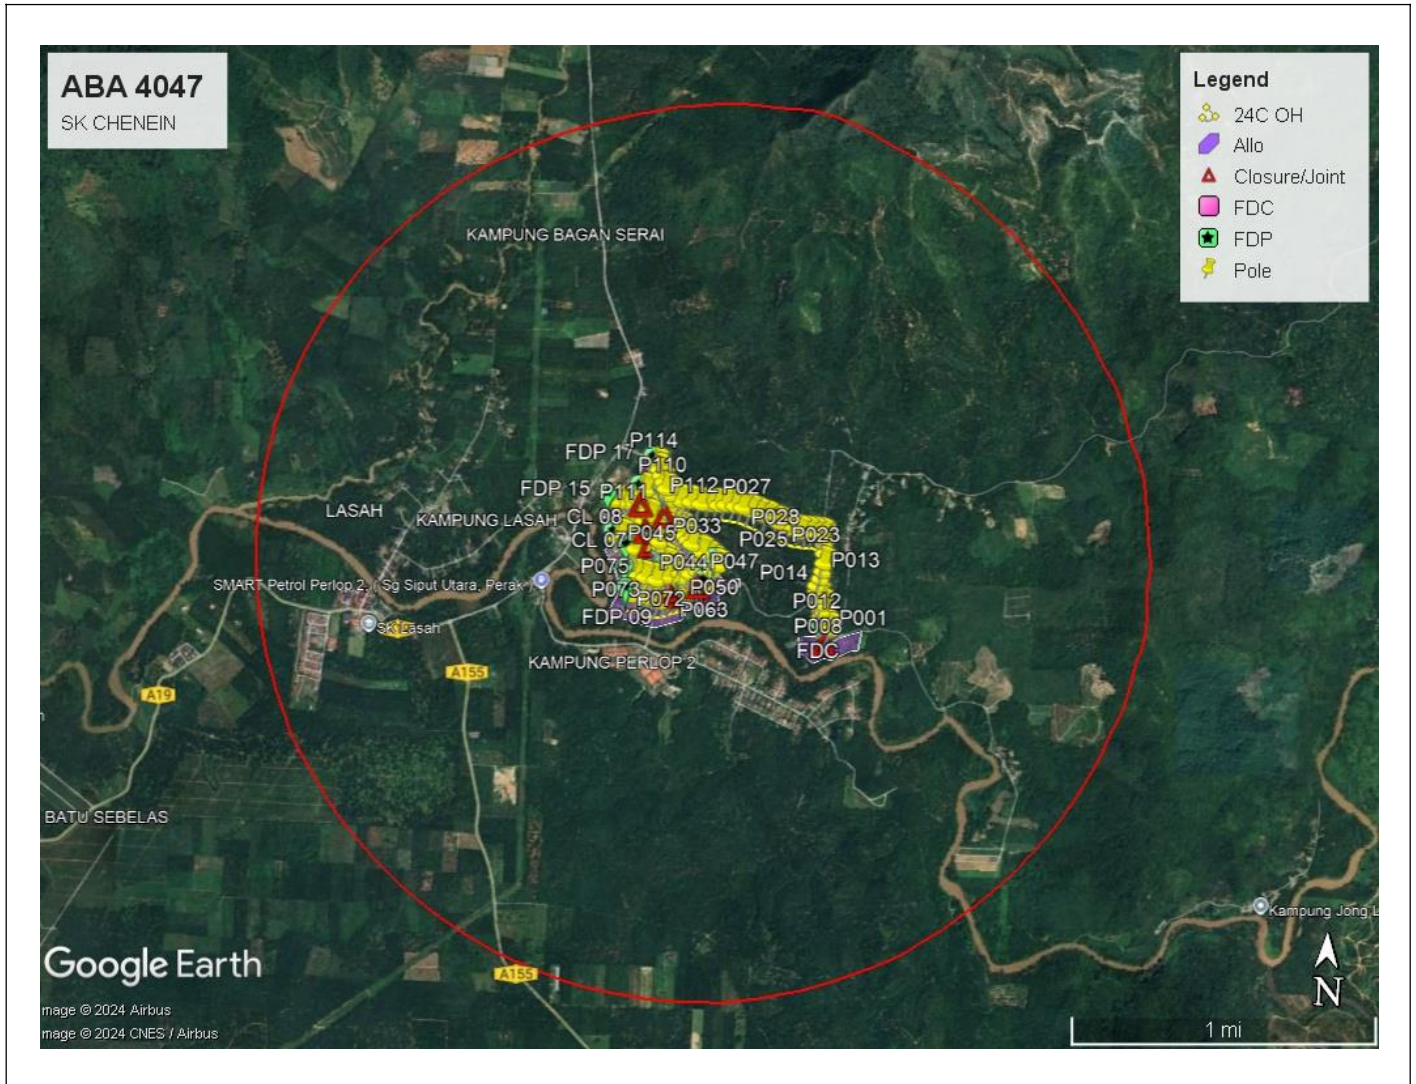 ABA 4047
SK CHENEIN
Legend
24C OH
Allo
Closure/Joint
FDC
FDP
Pole
KAMPUNG BAGAN SERAI
P114
FDP 17
P110
FDP 15
P111
P112
P027
LASAH
KAMPUNG LASAH
CL 08
P028
P033
P045
P023
P025
CL 07
P044
P047
P013
P075
P014
SMART Petrol Perlop 2, ( Sg Siput Utara, Perak )
P073
P050
P072
P012
P063
FDP 09
P001
P008
SK Lasah
FDC
KAMPUNG PERLOP 2
A155
A19
BATU SEBELAS
Kampung Jong L
Google Earth
A155
N
mage © 2024 Airbus
mage © 2024 CNES / Airbus
1 mi